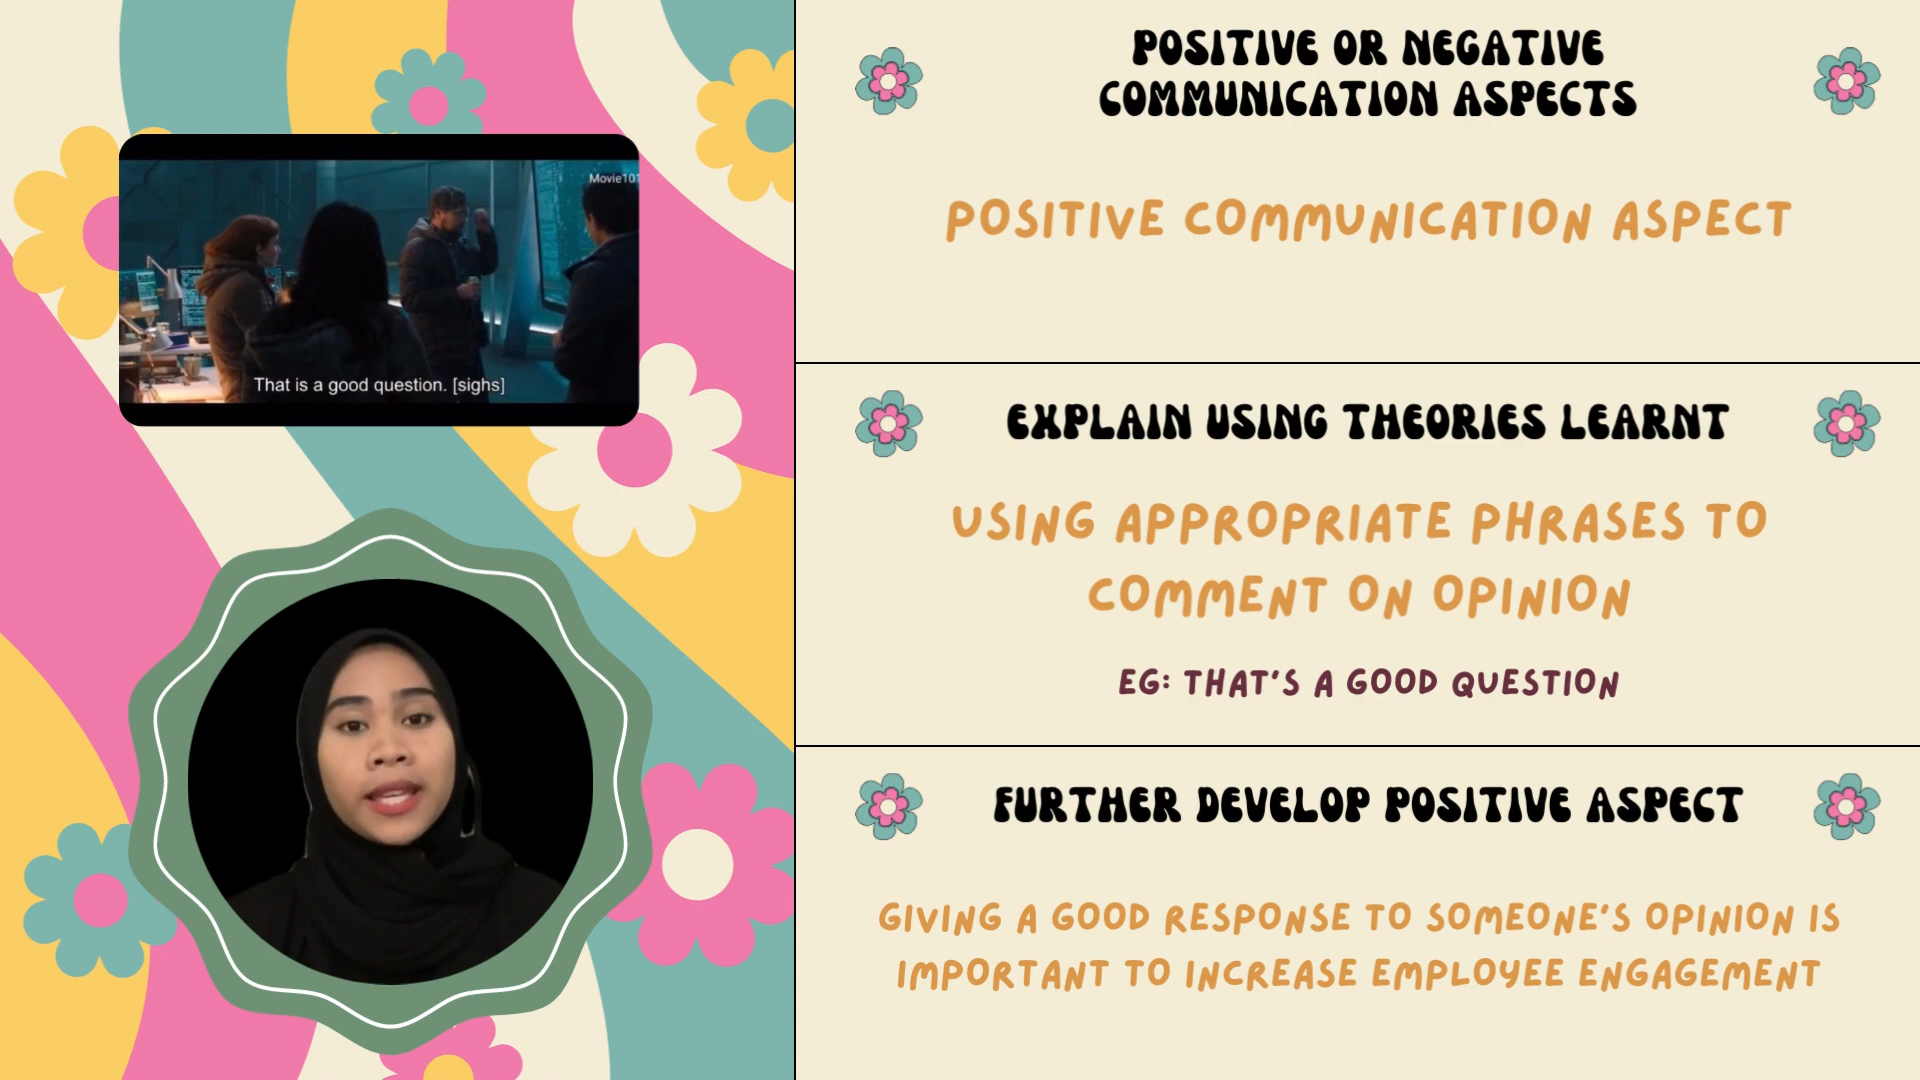 Movie101
That is a good question. [sighs]
POSITIVE OR NEGATIVE
COMMUNICATION ASPECTS
POSITIVE COMMUNICATION ASPECT
EXPLAIN USING THEORIES LEARNT
USING APPROPRIATE PHRASES TO
COMMENT ON OPINION
EG: THAT'S A GOOD QUESTION
FURTHER DEVELOP POSITIVE ASPECT
GIVING A GOOD RESPONSE TO SOMEONE'S OPINION IS
IMPORTANT TO INCREASE EMPLOYEE ENGAGEMENT